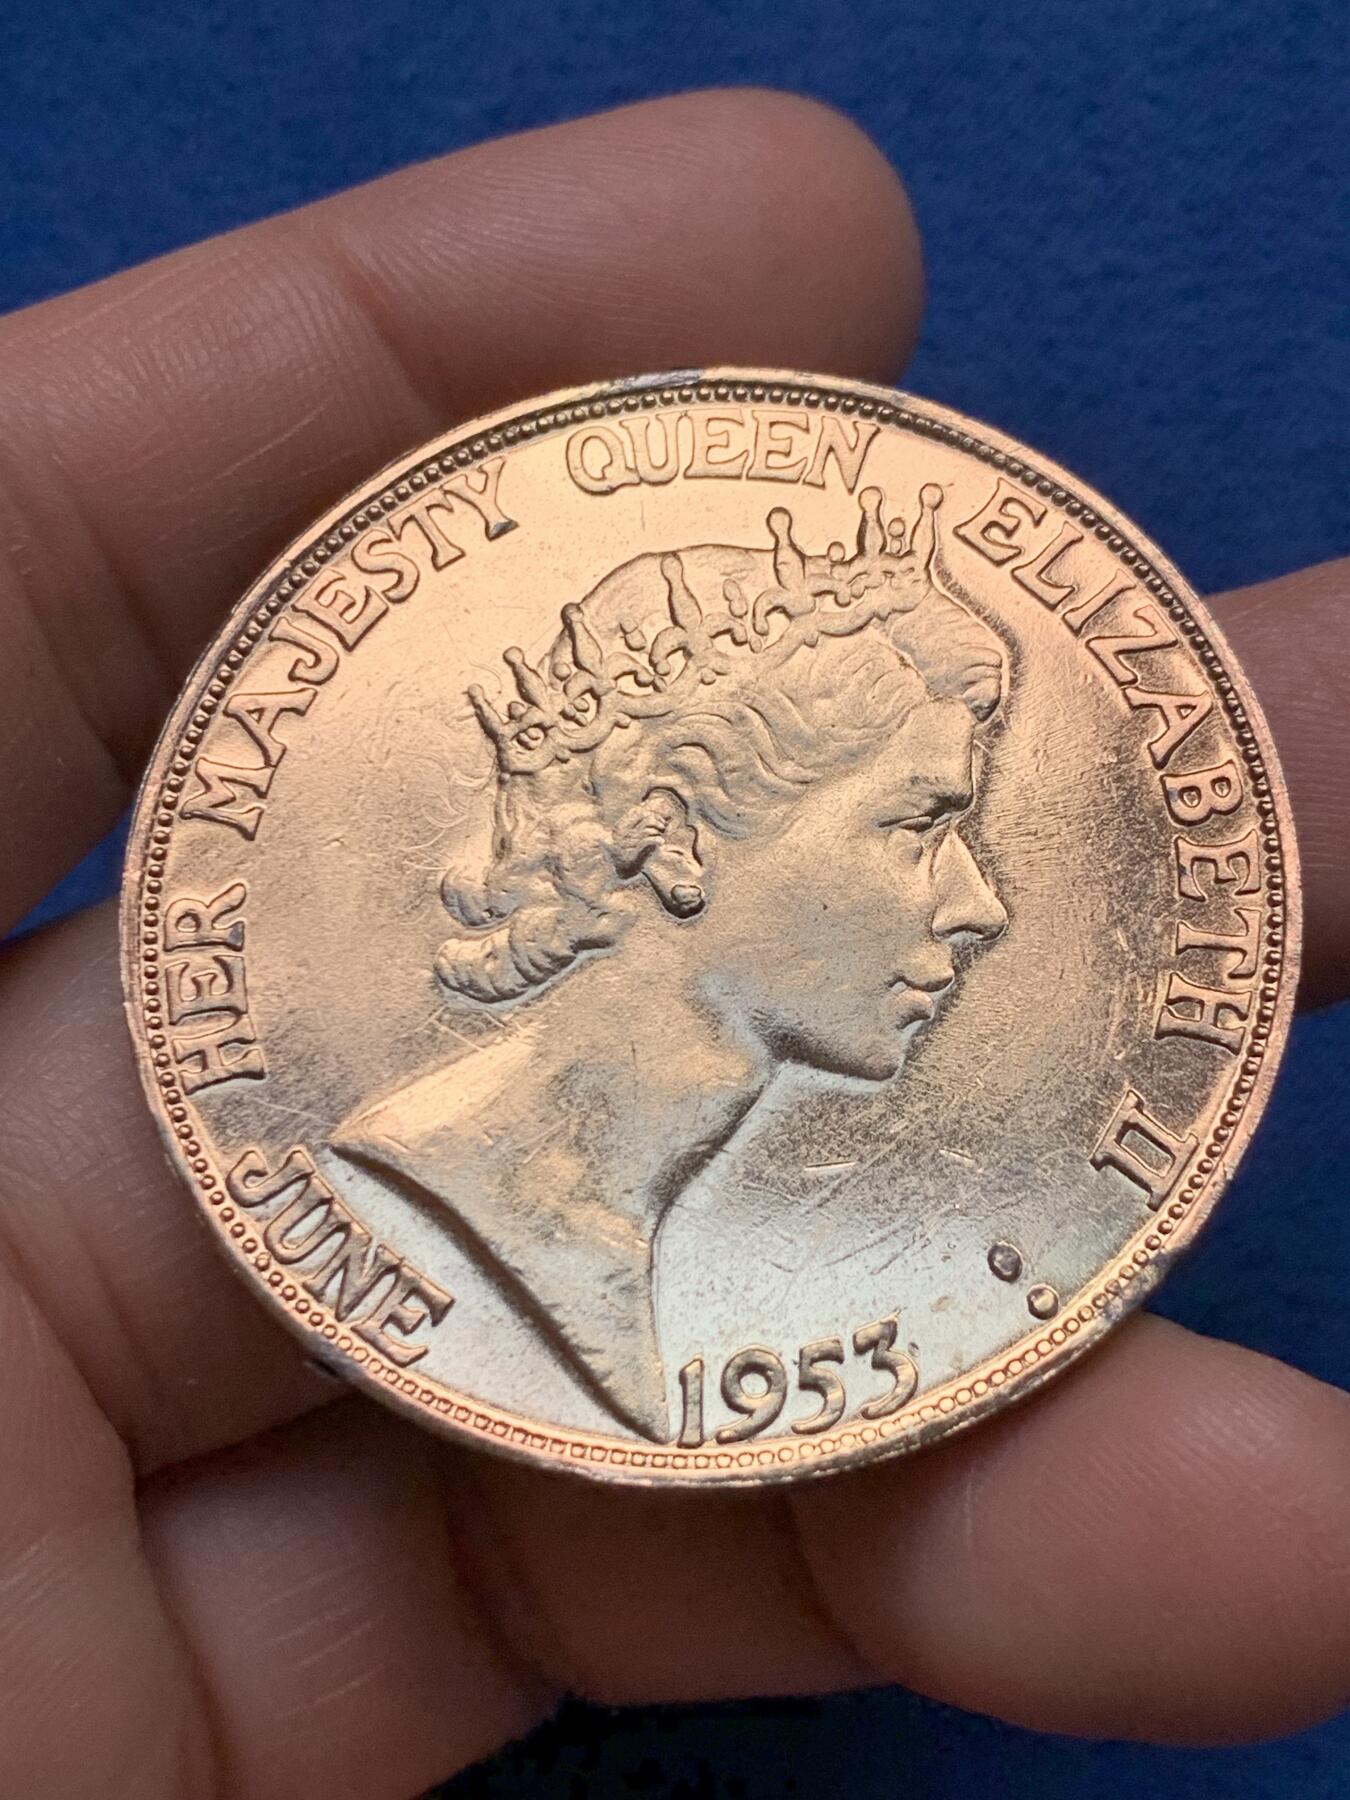 HER MAJESTY QUEEN ELIZABETH II
JUNE 1953